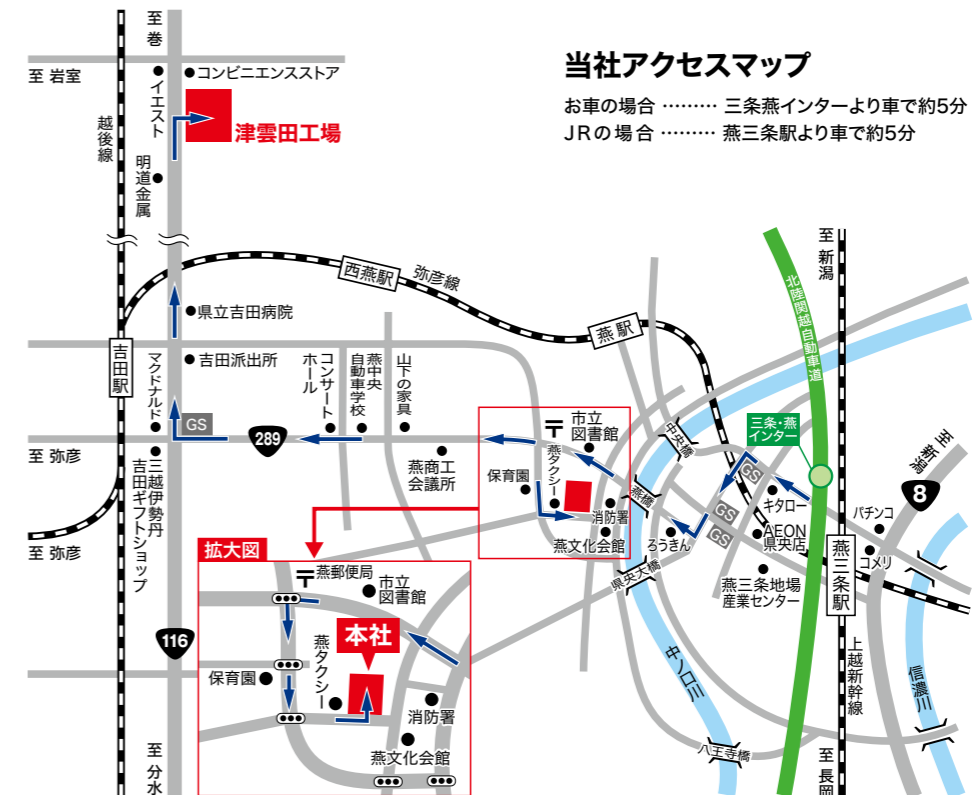 当社アクセスマップ
お車の場合 ……… 三条燕インターより車で約5分
JRの場合 ……… 燕三条駅より車で約5分
至 巻
至 岩室
イエスト
コンビニエンスストア
津雲田工場
越後線
明道金属
県立吉田病院
吉田駅
マクドナルド
吉田派出所
GS
289
コンサート
ホール
燕中央
自動車学校
山下の家具
燕商工
会議所
西燕駅
弥彦線
燕駅
至 弥彦
三越伊勢丹
吉田ギフトショップ
至 弥彦
116
至 分水
〒
燕タクシー
市立
図書館
保育園
消防署
燕文化会館
中央橋
燕橋
県央大橋
ろうきん
GS
GS
GS
三条・燕
インター
キタロー
AEON
県央店
燕三条地場
産業センター
北陸関越自動車道
至 新潟
至 新潟
8
パチンコ
コメリ
燕三条駅
上越新幹線
信濃川
中ノ口川
八王寺橋
至 長岡
拡大図
〒燕郵便局
市立
図書館
本社
燕タクシー
保育園
消防署
燕文化会館